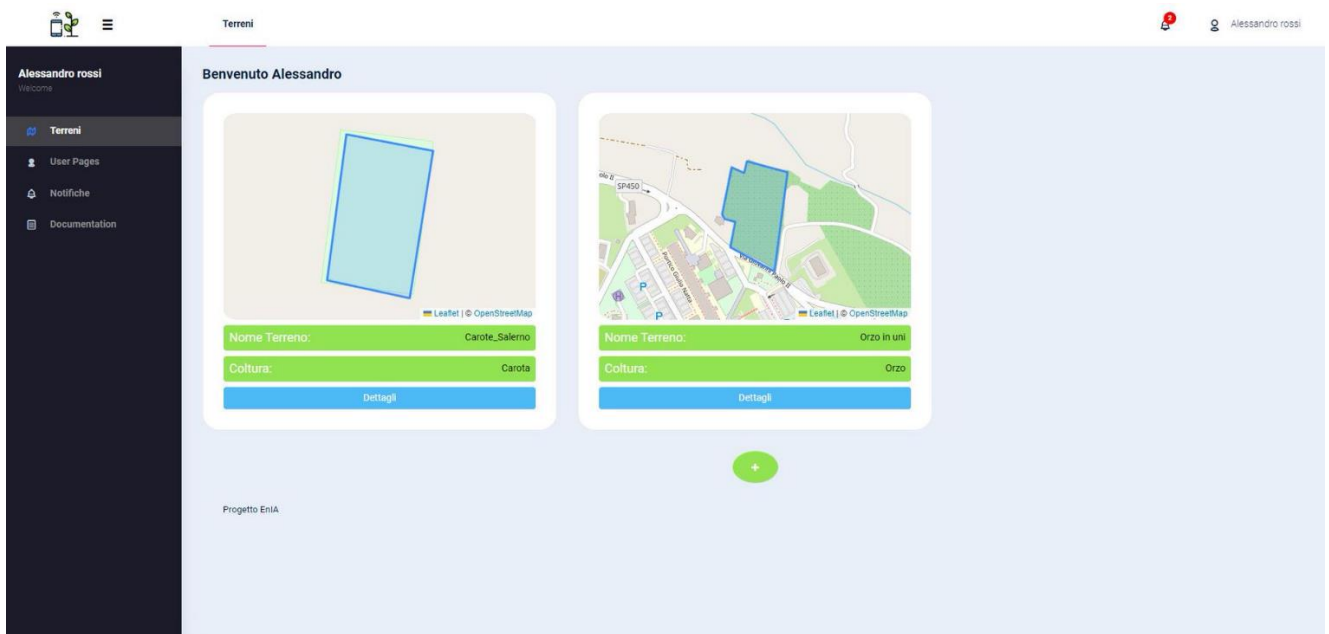 Terreni
2
Alessandro rossi
Alessandro rossi
Welcome
Terreni
User Pages
Notifiche
Documentation
Benvenuto Alessandro
Leaflet | © OpenStreetMap
Nome Terreno: Carote_Salerno
Coltura: Carota
Dettagli
SP450
P
P
Leaflet | © OpenStreetMap
Nome Terreno: Orzo in uni
Coltura: Orzo
Dettagli
+
Progetto EnIA